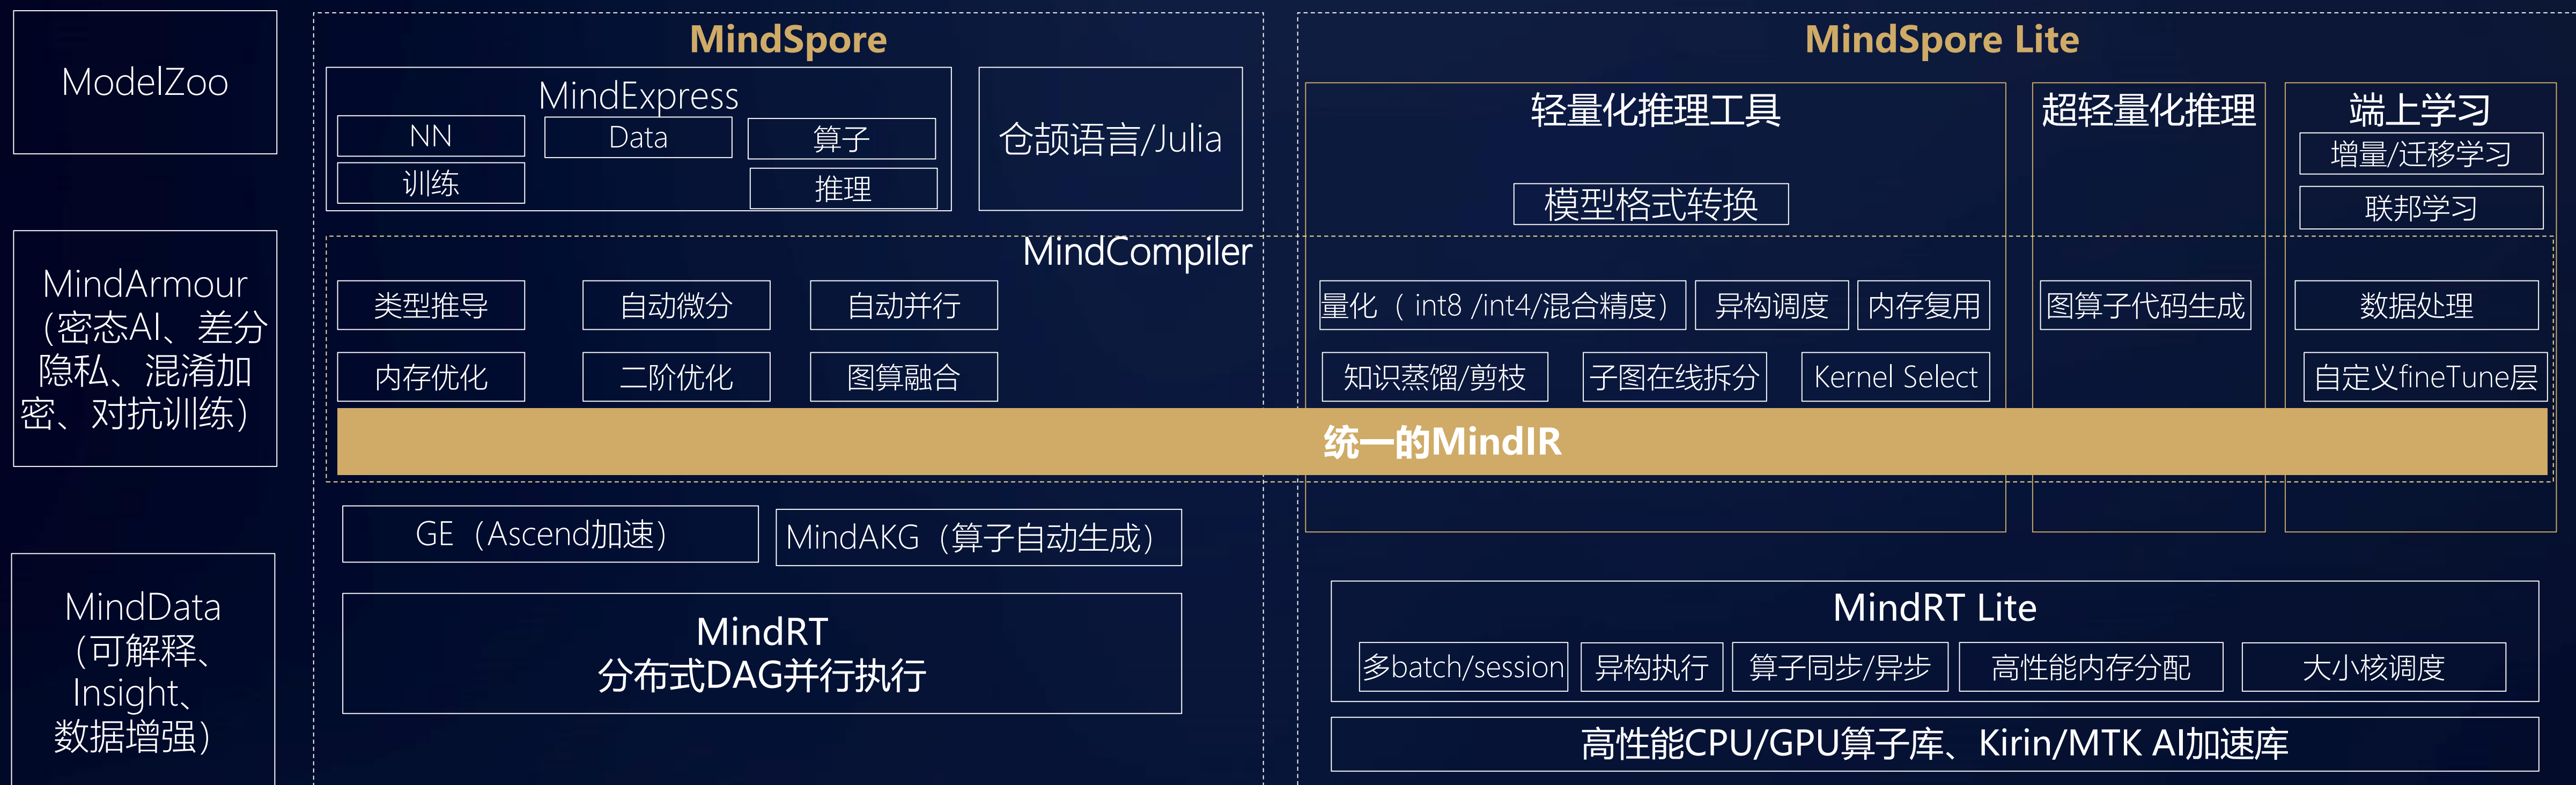 ModelZoo
MindArmour
（密态AI、差分
隐私、混淆加
密、对抗训练）
MindData
（可解释、
Insight、
数据增强）
MindSpore
MindExpress
NN
Data
算子
训练
推理
仓颉语言/Julia
MindCompiler
类型推导
自动微分
自动并行
内存优化
二阶优化
图算融合
MindSpore Lite
轻量化推理工具
模型格式转换
量化（ int8 /int4/混合精度）
异构调度
内存复用
知识蒸馏/剪枝
子图在线拆分
Kernel Select
超轻量化推理
图算子代码生成
端上学习
增量/迁移学习
联邦学习
数据处理
自定义fineTune层
统一的MindIR
GE（Ascend加速）
MindAKG（算子自动生成）
MindRT
分布式DAG并行执行
MindRT Lite
多batch/session
异构执行
算子同步/异步
高性能内存分配
大小核调度
高性能CPU/GPU算子库、Kirin/MTK AI加速库